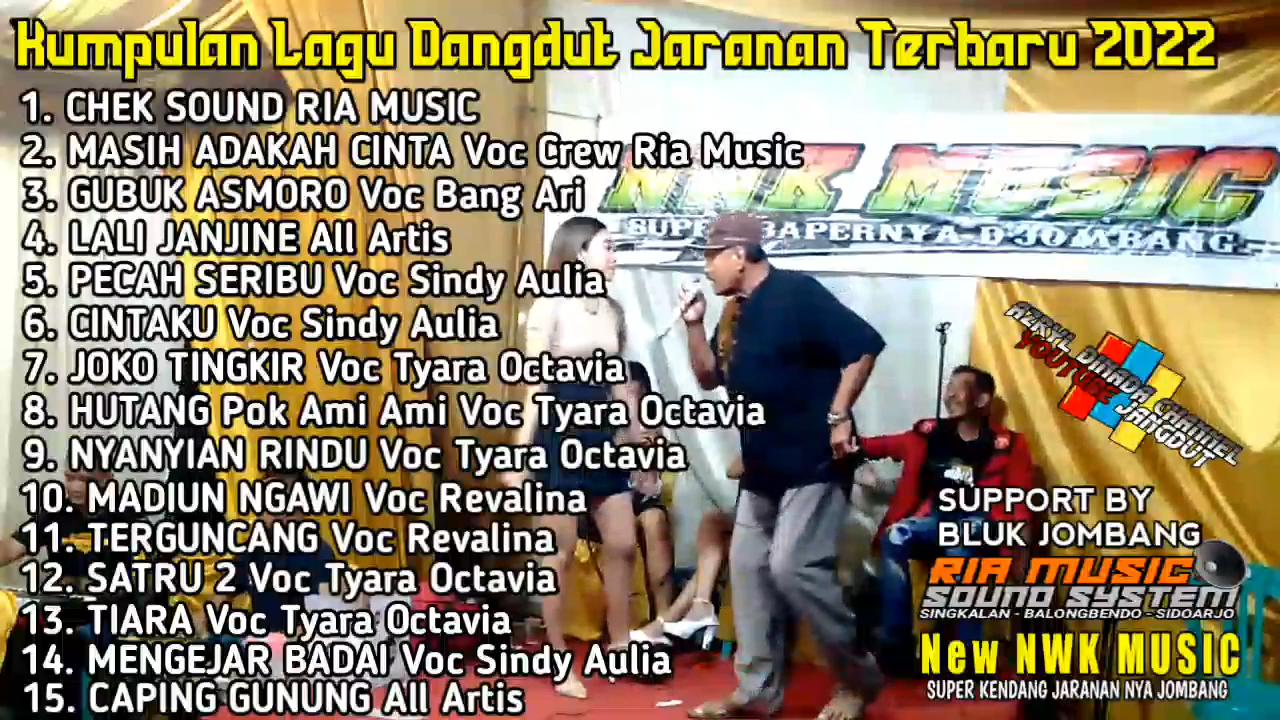 Kumpulan Lagu Dangdut Jaranan Terbaru 2022
1. CHEK SOUND RIA MUSIC
2. MASIH ADAKAH CINTA Voc Crew Ria Music
3. GUBUK ASMORO Voc Bang Ari
4. LALI JANJINE All Artis
5. PECAH SERIBU Voc Sindy Aulia
6. CINTAKU Voc Sindy Aulia
7. JOKO TINGKIR Voc Tyara Octavia
8. HUTANG Pok Ami Ami Voc Tyara Octavia
9. NYANYIAN RINDU Voc Tyara Octavia
10. MADIUN NGAWI Voc Revalina
11. TERGUNCANG Voc Revalina
12. SATRU 2 Voc Tyara Octavia
13. TIARA Voc Tyara Octavia
14. MENGEJAR BADAI Voc Sindy Aulia
15. CAPING GUNUNG All Artis
NWK MUSIC
BAPERNYA D'JOMBANG
AZRYL DMADA CHANNEL
YOUTUBE JANGDUT
SUPPORT BY
BLUK JOMBANG
RIA MUSIC
SOUND SYSTEM
SINGKALAN - BALONGBENDO - SIDOARJO
New NWK MUSIC
SUPER KENDANG JARANAN NYA JOMBANG